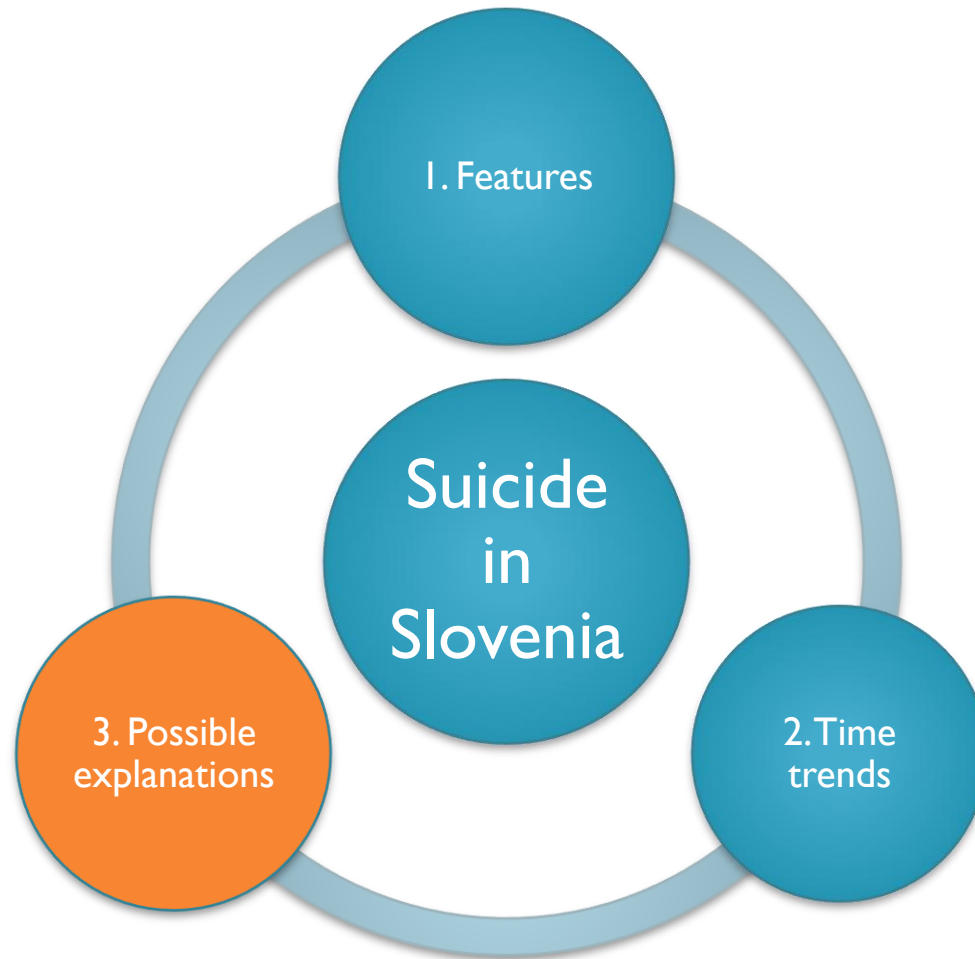 1. Features
Suicide
in
Slovenia
3. Possible
explanations
2. Time
trends